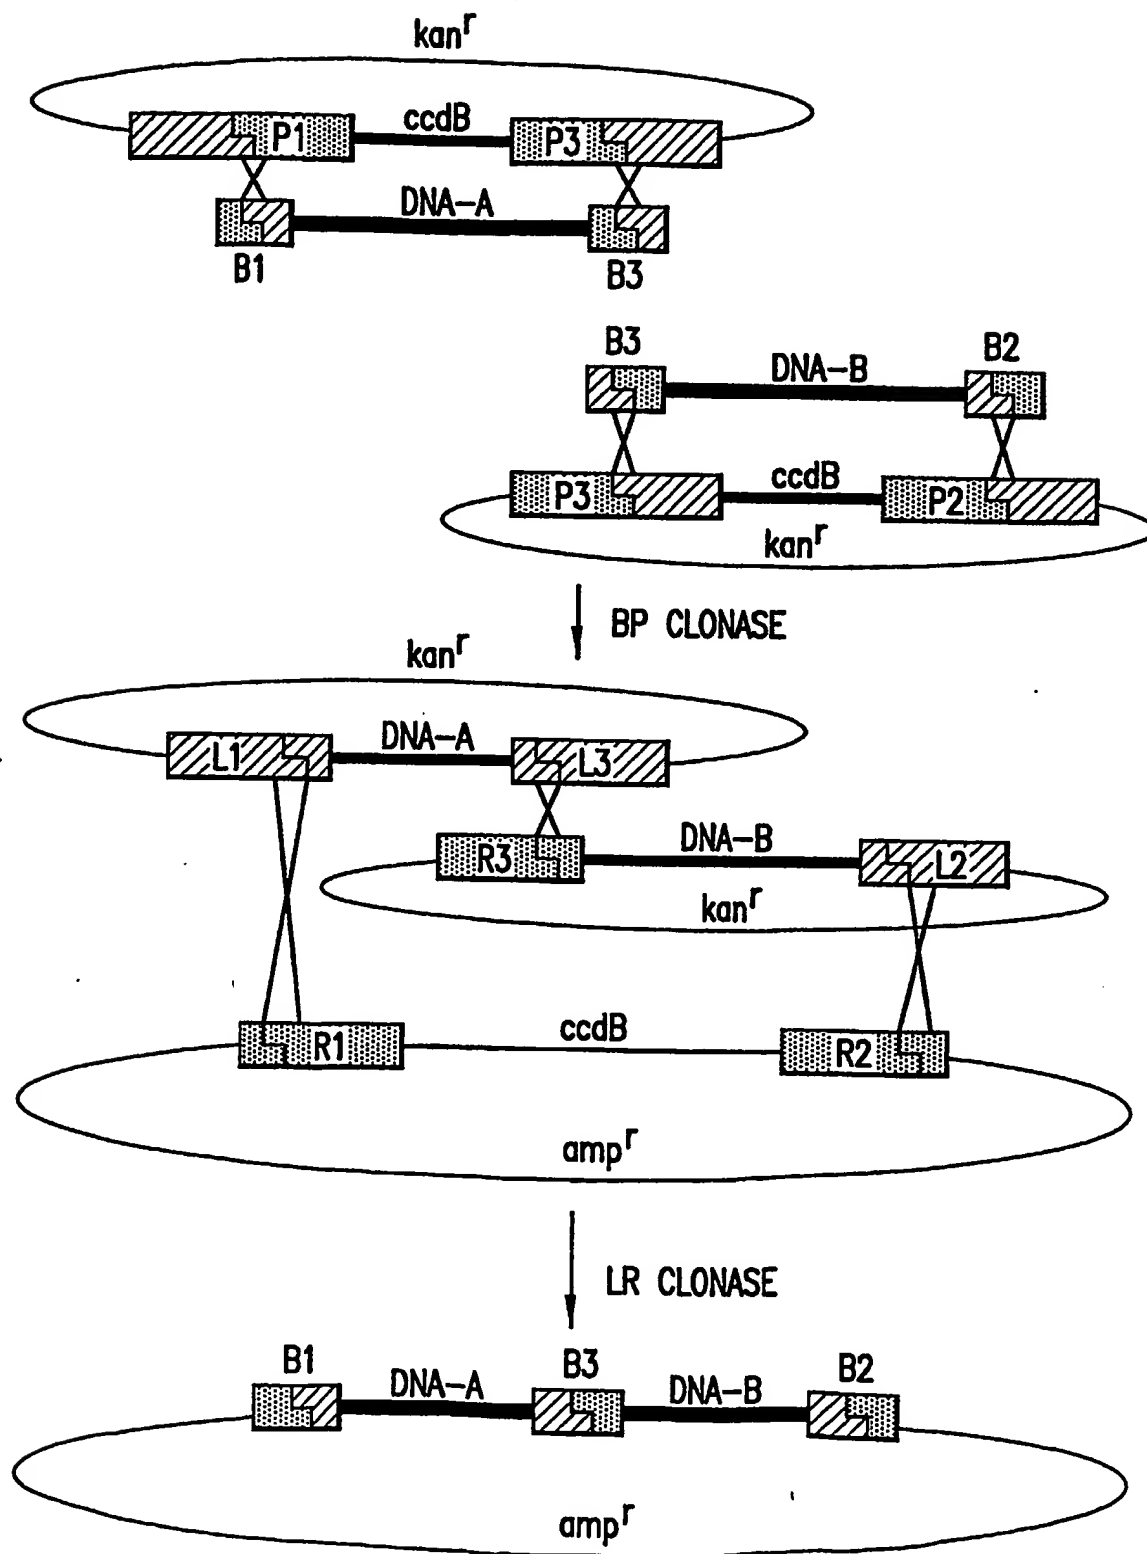 kanʳ
P1 ccdB P3
DNA-A
B1 B3
B3 DNA-B B2
P3 ccdB P2
kanʳ
BP CLONASE
kanʳ
L1 DNA-A L3
R3 DNA-B L2
kanʳ
R1 ccdB R2
ampʳ
LR CLONASE
B1 DNA-A B3 DNA-B B2
ampʳ